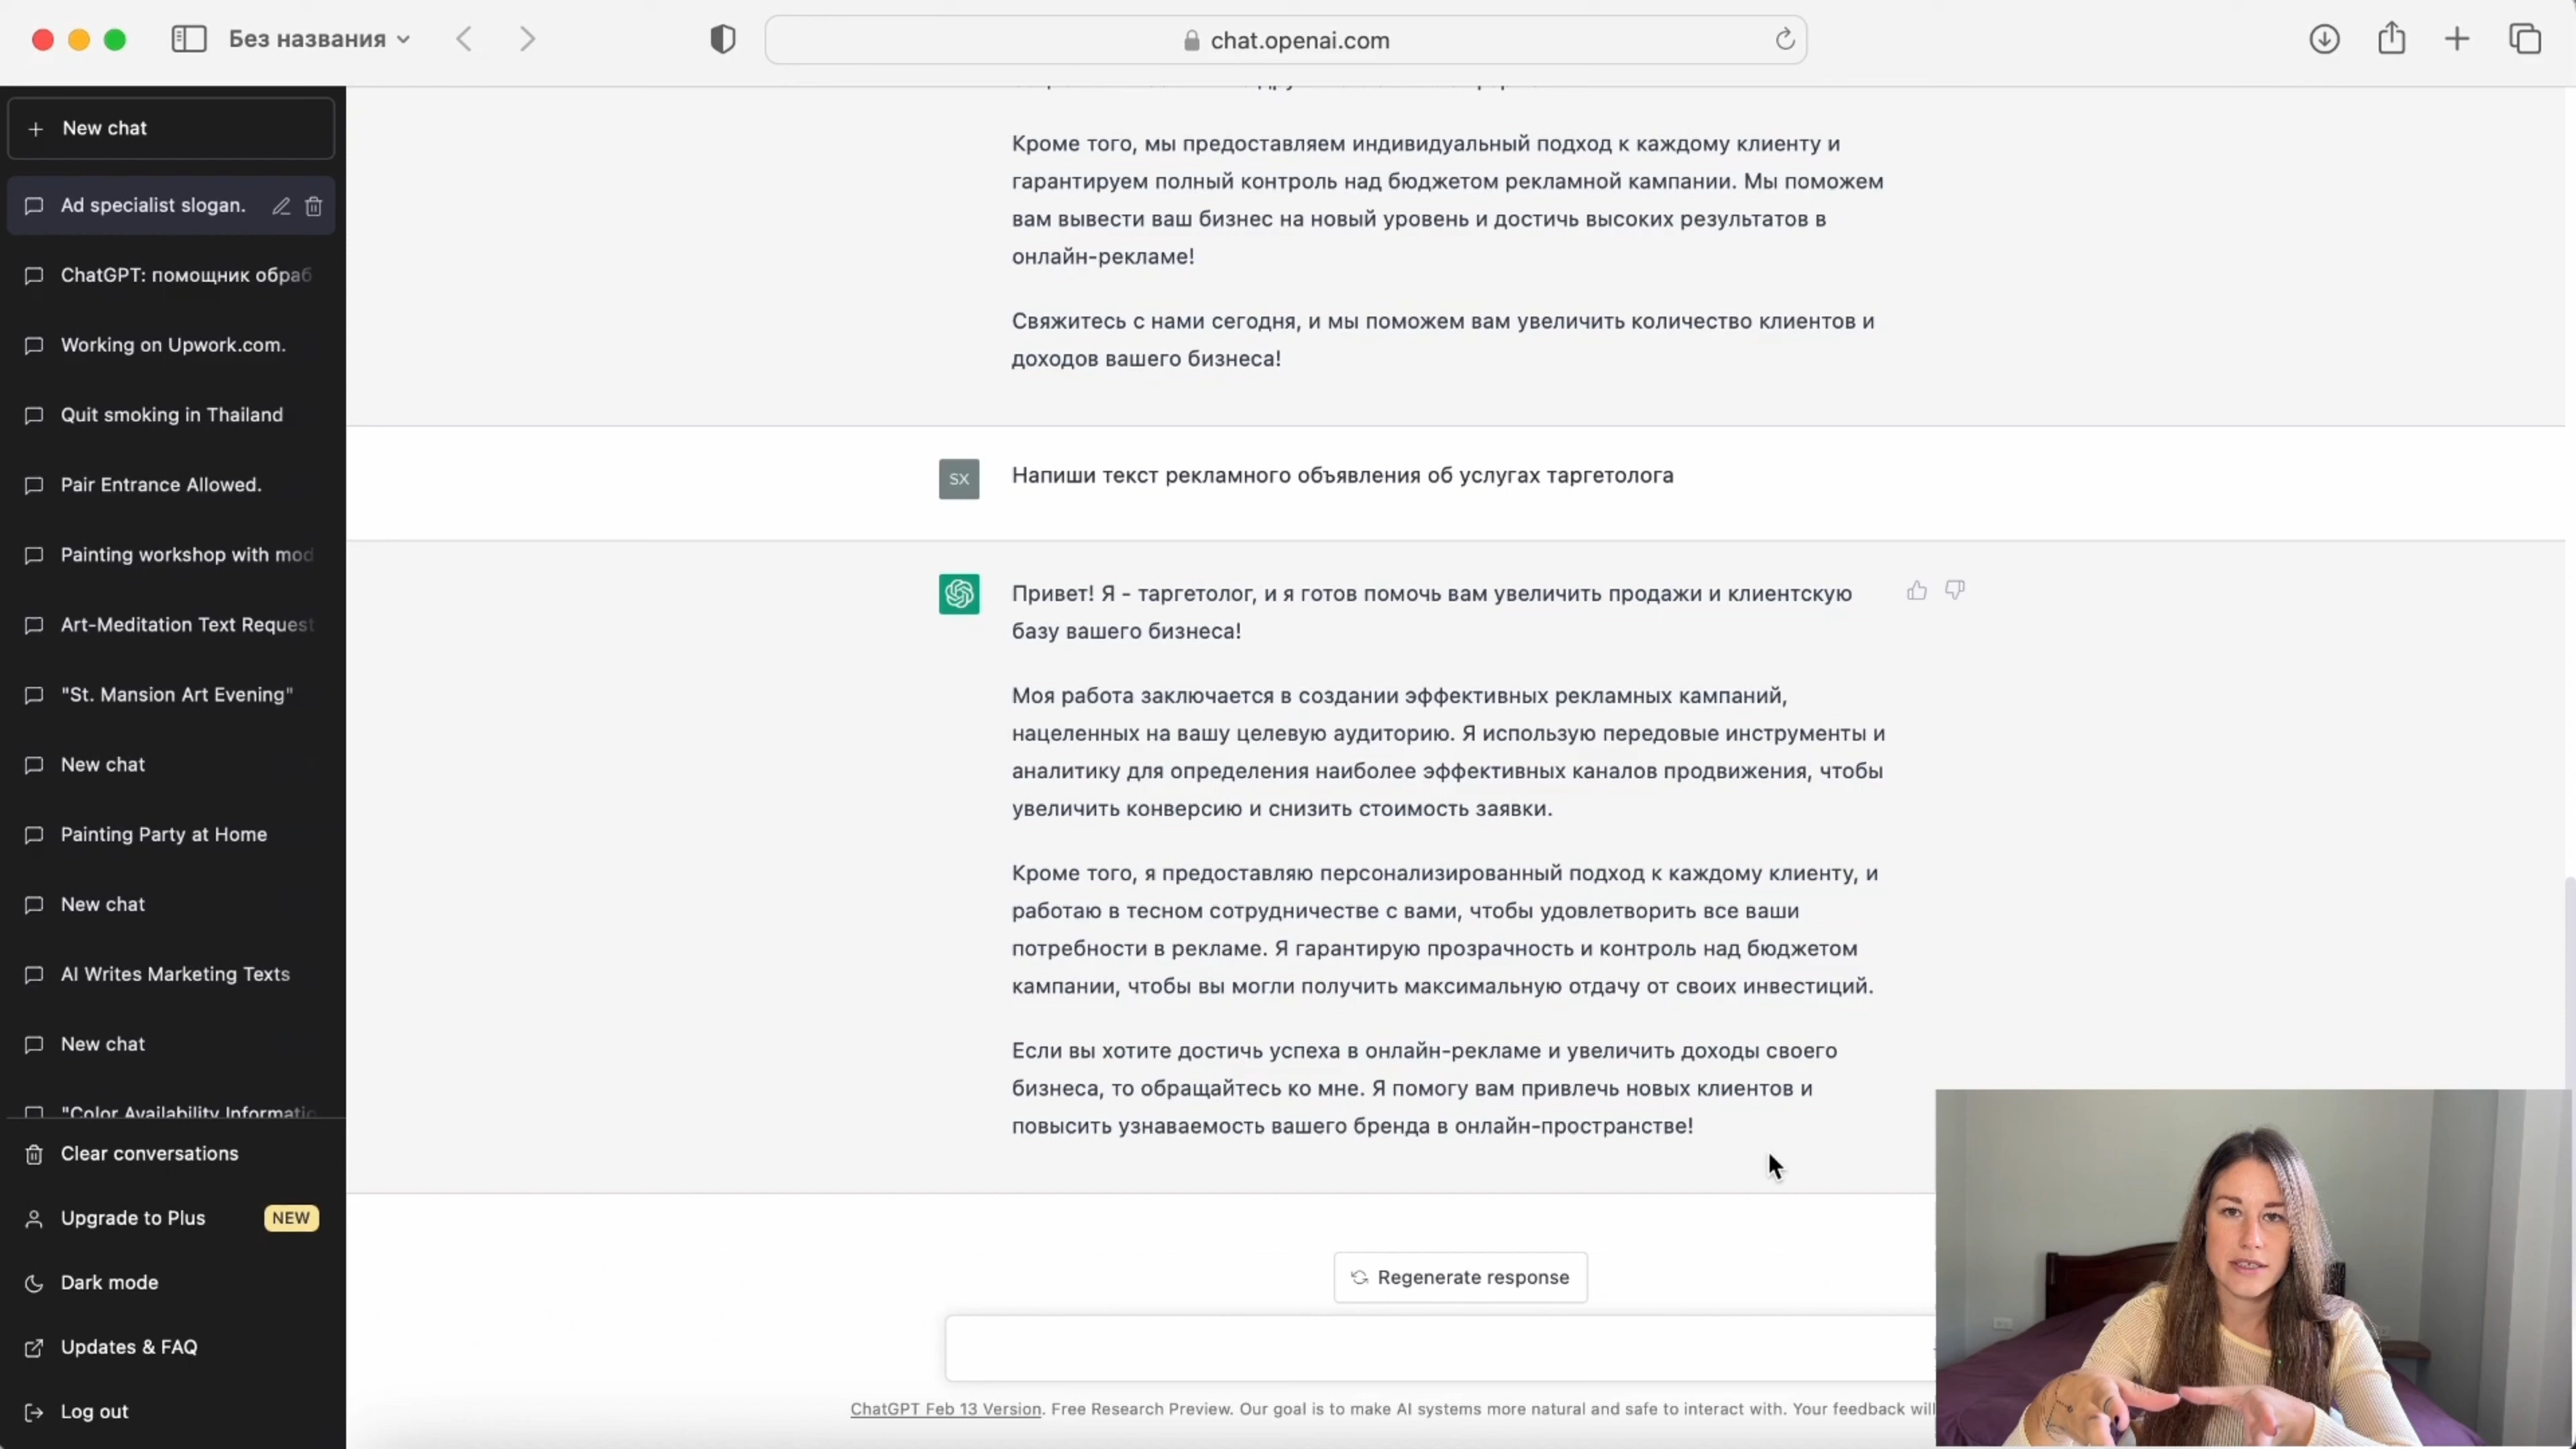 Без названия
chat.openai.com
New chat
Ad specialist slogan.
ChatGPT: помощник обраб
Working on Upwork.com.
Quit smoking in Thailand
Pair Entrance Allowed.
Painting workshop with mod
Art-Meditation Text Request
"St. Mansion Art Evening"
New chat
Painting Party at Home
New chat
AI Writes Marketing Texts
New chat
"Color Availability Informatio
Clear conversations
Upgrade to Plus NEW
Dark mode
Updates & FAQ
Log out
Кроме того, мы предоставляем индивидуальный подход к каждому клиенту и
гарантируем полный контроль над бюджетом рекламной кампании. Мы поможем
вам вывести ваш бизнес на новый уровень и достичь высоких результатов в
онлайн-рекламе!
Свяжитесь с нами сегодня, и мы поможем вам увеличить количество клиентов и
доходов вашего бизнеса!
SX
Напиши текст рекламного объявления об услугах таргетолога
Привет! Я - таргетолог, и я готов помочь вам увеличить продажи и клиентскую
базу вашего бизнеса!
Моя работа заключается в создании эффективных рекламных кампаний,
нацеленных на вашу целевую аудиторию. Я использую передовые инструменты и
аналитику для определения наиболее эффективных каналов продвижения, чтобы
увеличить конверсию и снизить стоимость заявки.
Кроме того, я предоставляю персонализированный подход к каждому клиенту, и
работаю в тесном сотрудничестве с вами, чтобы удовлетворить все ваши
потребности в рекламе. Я гарантирую прозрачность и контроль над бюджетом
кампании, чтобы вы могли получить максимальную отдачу от своих инвестиций.
Если вы хотите достичь успеха в онлайн-рекламе и увеличить доходы своего
бизнеса, то обращайтесь ко мне. Я помогу вам привлечь новых клиентов и
повысить узнаваемость вашего бренда в онлайн-пространстве!
Regenerate response
ChatGPT Feb 13 Version. Free Research Preview. Our goal is to make AI systems more natural and safe to interact with. Your feedback will